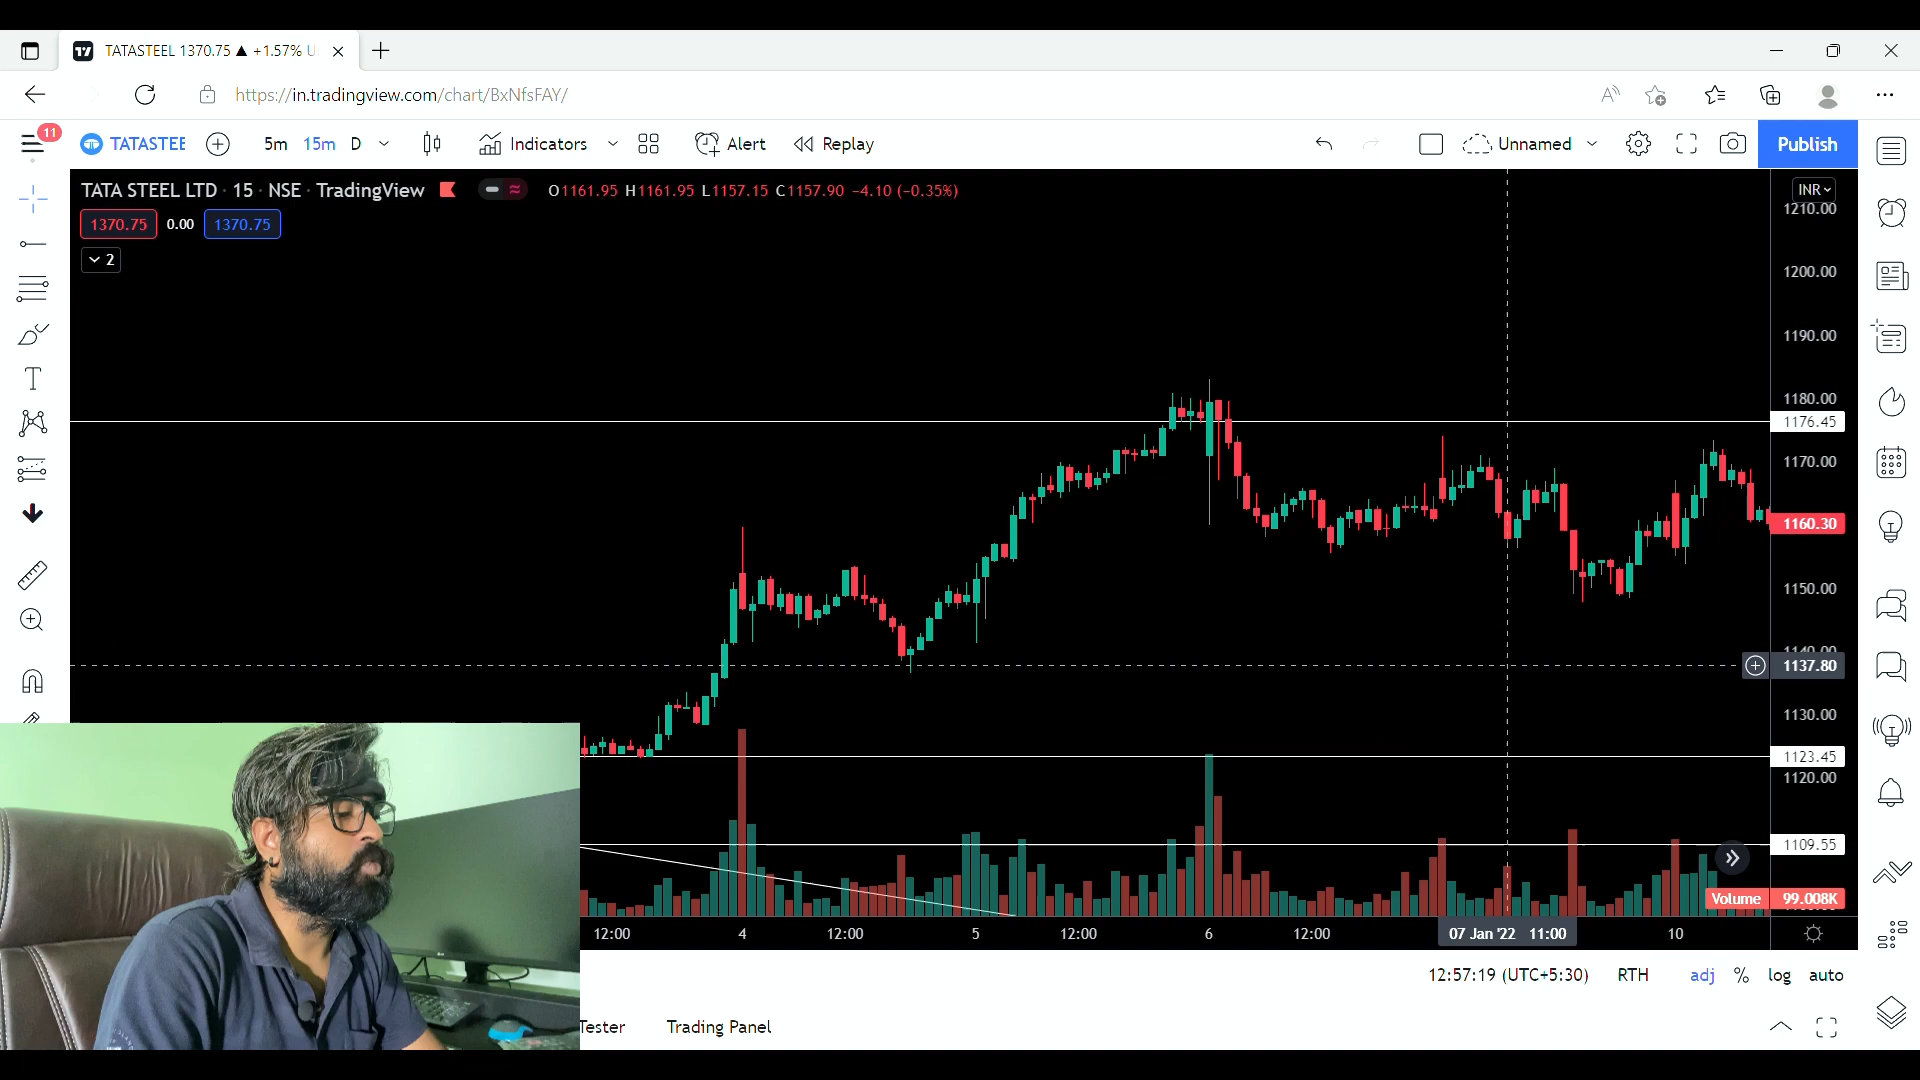 TATASTEEL 1370.75 ▲ +1.57% U
https://in.tradingview.com/chart/BxNfsFAY/
11
TATASTEE
5m 15m D
Indicators
Alert
Replay
Unnamed
Publish
TATA STEEL LTD · 15 · NSE · TradingView
O1161.95 H1161.95 L1157.15 C1157.90 −4.10 (−0.35%)
INR
1370.75 0.00 1370.75
2
1210.00
1200.00
1190.00
1180.00
1176.45
1170.00
1160.30
1150.00
1140.00
1137.80
1130.00
1123.45
1120.00
1109.55
Volume 99.008K
12:00 4 12:00 5 12:00 6 12:00 07 Jan '22 11:00 10
12:57:19 (UTC+5:30) RTH adj % log auto
Tester Trading Panel